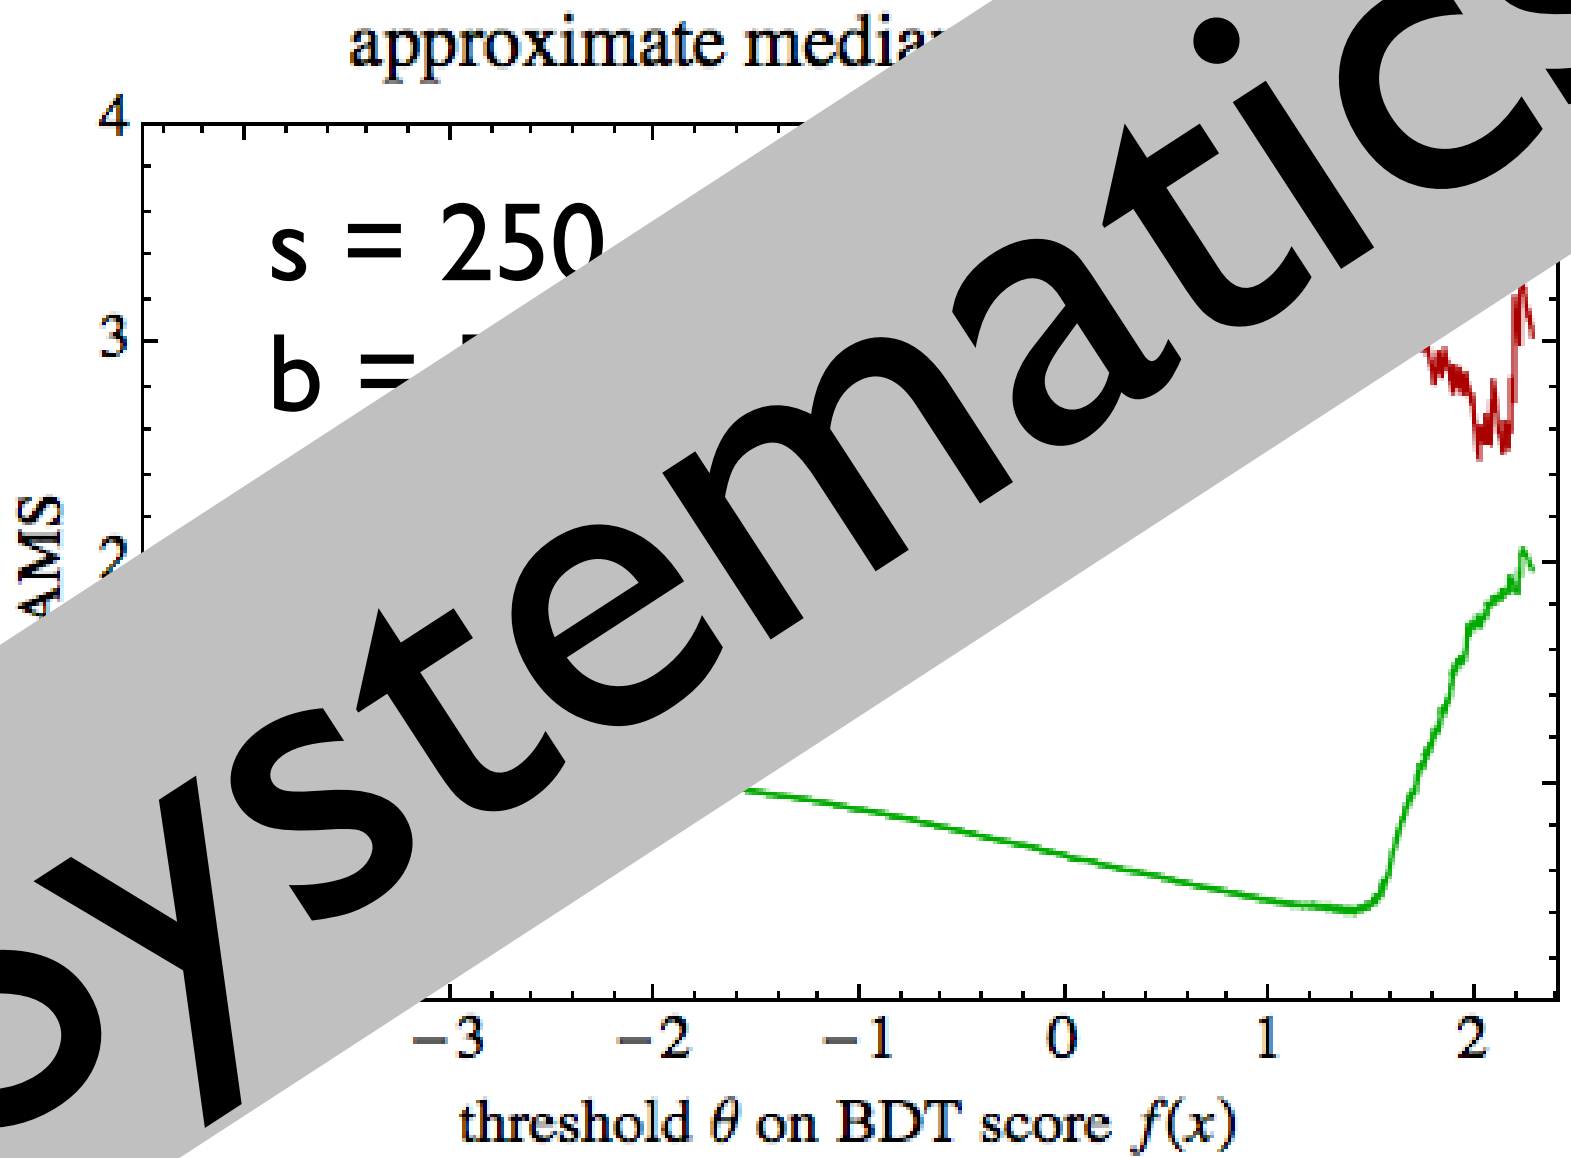 approximate media
4
s = 250
3
b =
2
AMS
Systematics
-3 -2 -1 0 1 2
threshold θ on BDT score f(x)